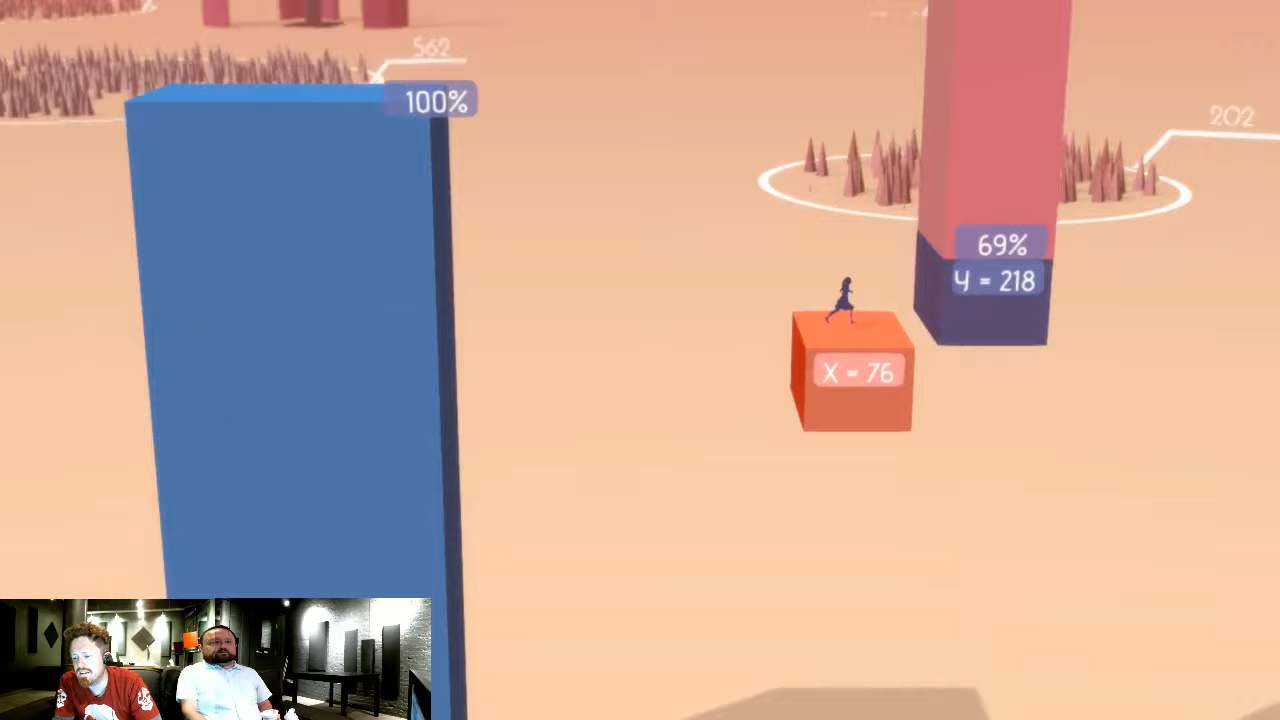 562
100%
202
69%
Y = 218
X = 76